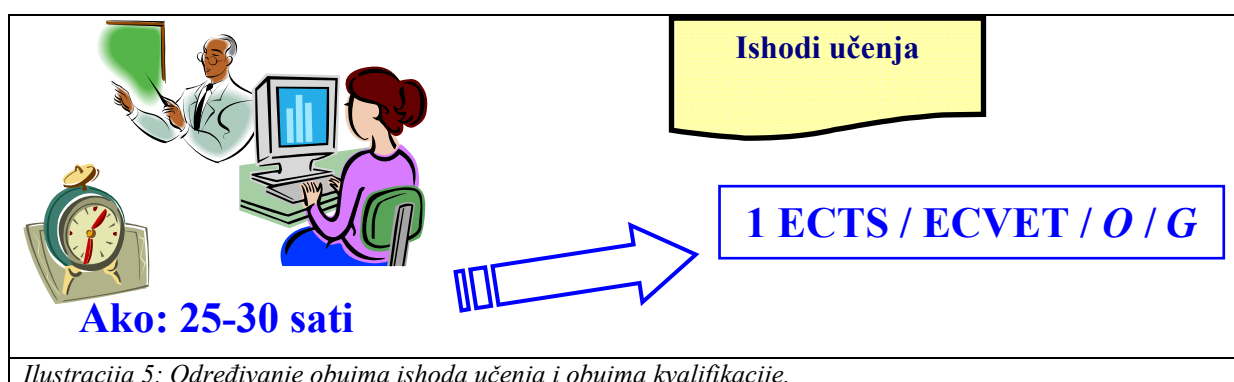 Ishodi učenja
1 ECTS / ECVET / O / G
Ako: 25-30 sati
Ilustracija 5: Određivanje obujma ishoda učenja i obujma kvalifikacije.